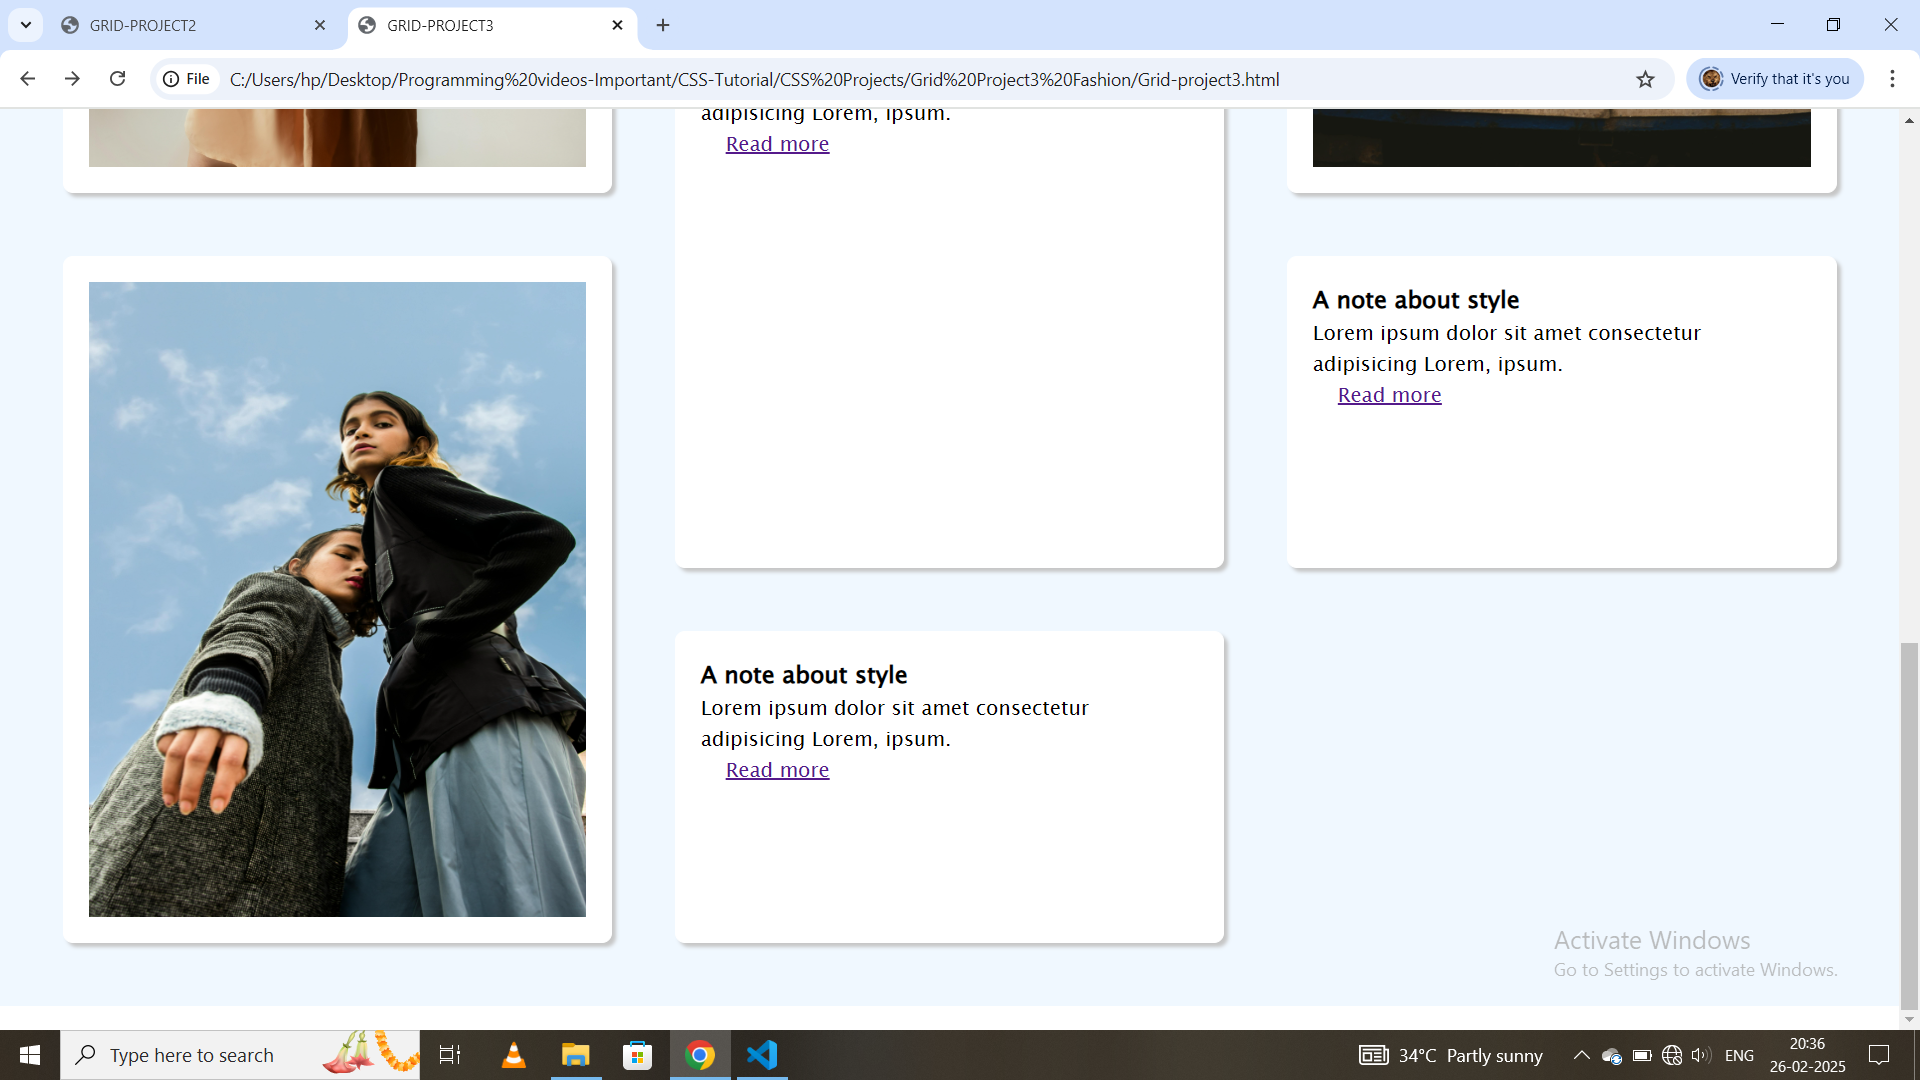 GRID-PROJECT2
GRID-PROJECT3
File
C:/Users/hp/Desktop/Programming%20videos-Important/CSS-Tutorial/CSS%20Projects/Grid%20Project3%20Fashion/Grid-project3.html
Verify that it's you
adipisicing Lorem, ipsum.
Read more
A note about style
Lorem ipsum dolor sit amet consectetur
adipisicing Lorem, ipsum.
Read more
A note about style
Lorem ipsum dolor sit amet consectetur
adipisicing Lorem, ipsum.
Read more
Activate Windows
Go to Settings to activate Windows.
Type here to search
34°C Partly sunny
ENG
20:36
26-02-2025